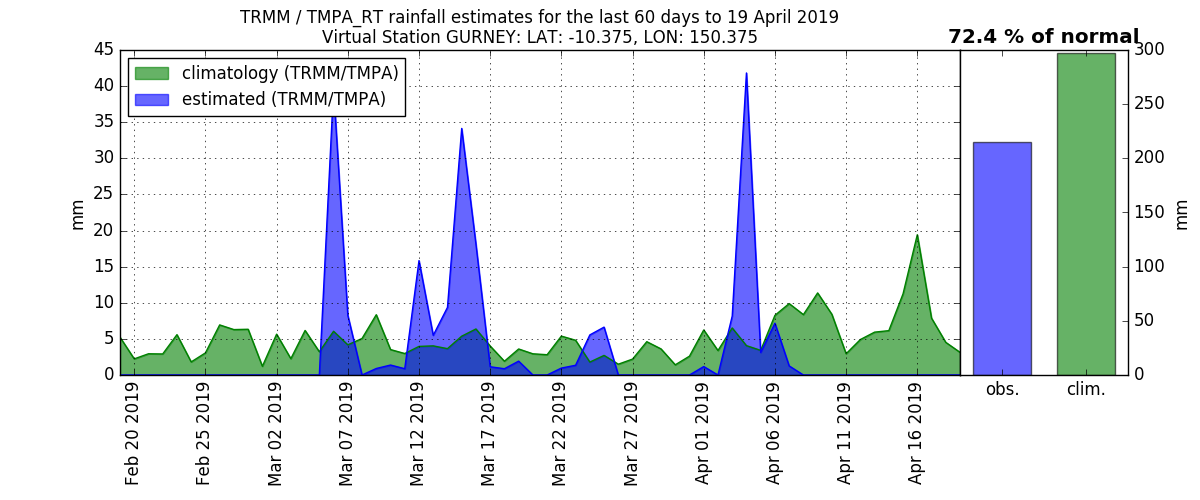 TRMM / TMPA_RT rainfall estimates for the last 60 days to 19 April 2019
Virtual Station GURNEY: LAT: -10.375, LON: 150.375
72.4 % of normal
climatology (TRMM/TMPA)
estimated (TRMM/TMPA)
mm
45
40
35
30
25
20
15
10
5
0
Feb 20 2019
Feb 25 2019
Mar 02 2019
Mar 07 2019
Mar 12 2019
Mar 17 2019
Mar 22 2019
Mar 27 2019
Apr 01 2019
Apr 06 2019
Apr 11 2019
Apr 16 2019
300
250
200
150
100
50
0
mm
obs.
clim.